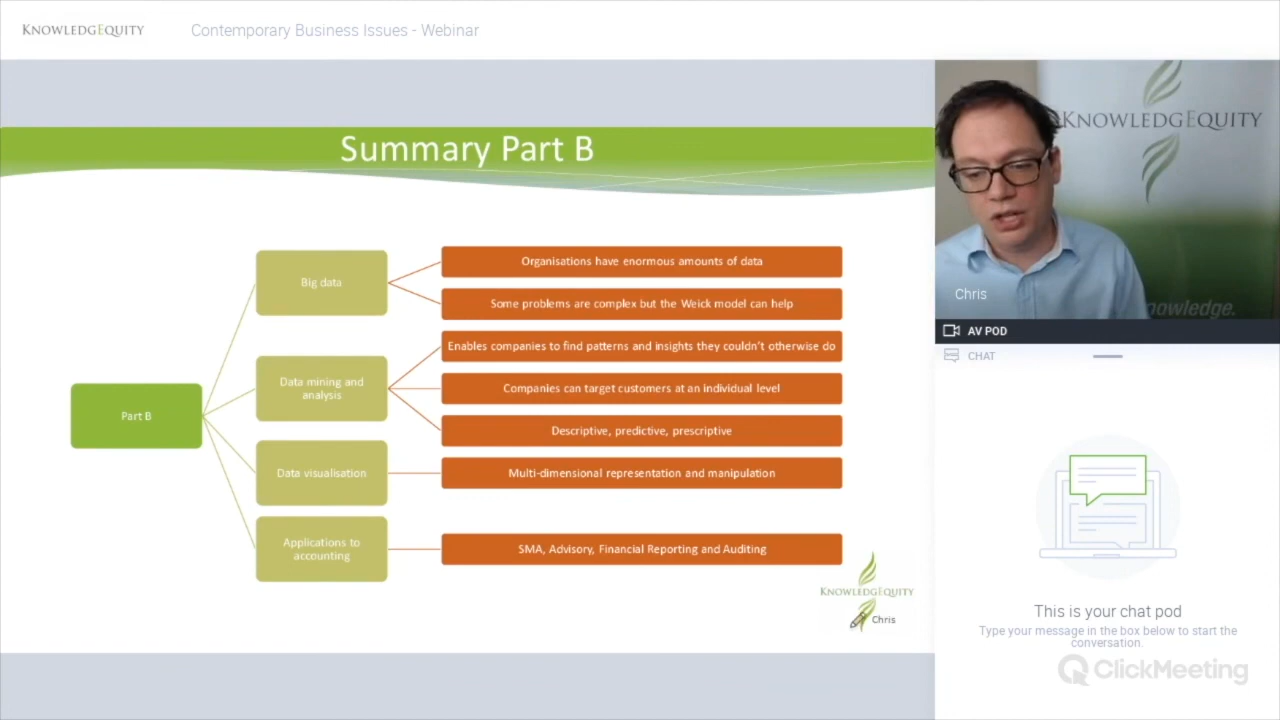 KNOWLEDGEQUITY
Contemporary Business Issues - Webinar
Summary Part B
Part B
Big data
Organisations have enormous amounts of data
Some problems are complex but the Weick model can help
Data mining and
analysis
Enables companies to find patterns and insights they couldn't otherwise do
Companies can target customers at an individual level
Descriptive, predictive, prescriptive
Data visualisation
Multi-dimensional representation and manipulation
Applications to
accounting
SMA, Advisory, Financial Reporting and Auditing
KNOWLEDGEQUITY
Chris
KNOWLEDGEQUITY
Chris
AV POD
CHAT
This is your chat pod
Type your message in the box below to start the
conversation.
ClickMeeting